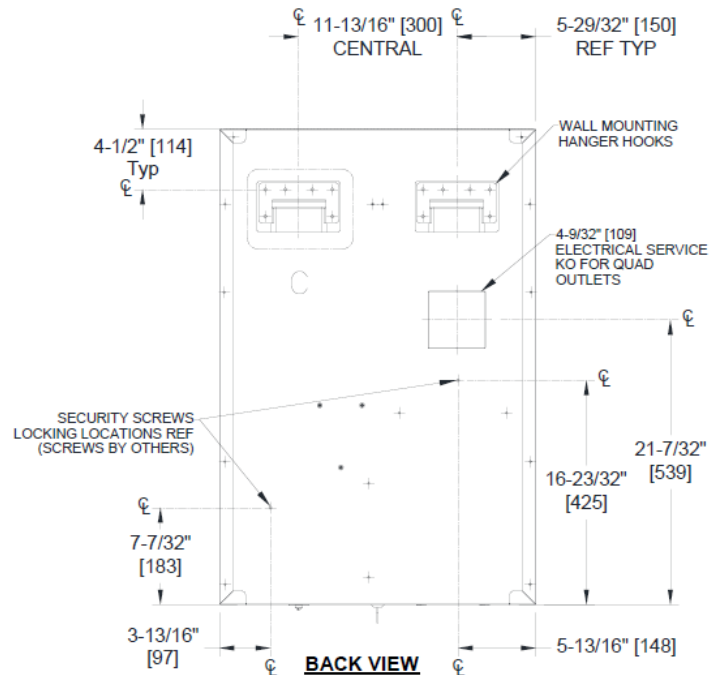 ℄ 11-13/16" [300]
CENTRAL
℄ 5-29/32" [150]
REF TYP
4-1/2" [114]
Typ
℄
WALL MOUNTING
HANGER HOOKS
4-9/32" [109]
ELECTRICAL SERVICE
KO FOR QUAD
OUTLETS
C
℄
℄
SECURITY SCREWS
LOCKING LOCATIONS REF
(SCREWS BY OTHERS)
21-7/32"
[539]
16-23/32"
[425]
℄
7-7/32"
[183]
3-13/16"
[97]
℄
BACK VIEW
℄
5-13/16" [148]